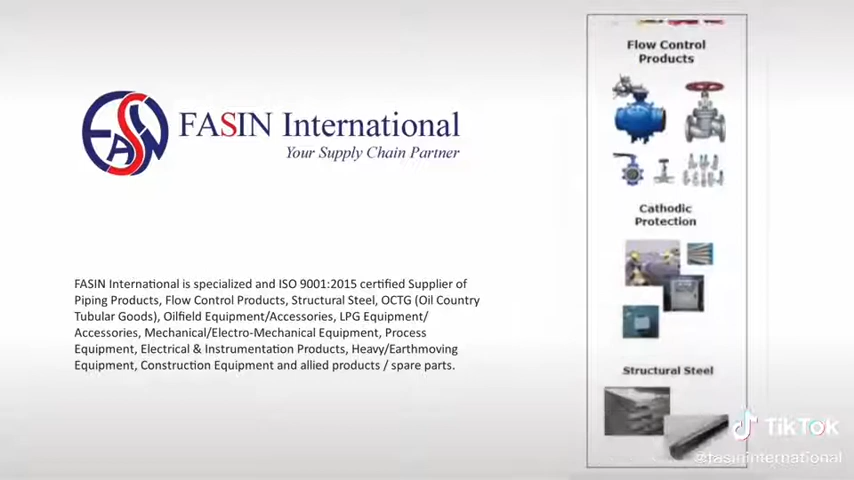 FASIN
FASIN International
Your Supply Chain Partner
FASIN International is specialized and ISO 9001:2015 certified Supplier of
Piping Products, Flow Control Products, Structural Steel, OCTG (Oil Country
Tubular Goods), Oilfield Equipment/Accessories, LPG Equipment/
Accessories, Mechanical/Electro-Mechanical Equipment, Process
Equipment, Electrical & Instrumentation Products, Heavy/Earthmoving
Equipment, Construction Equipment and allied products / spare parts.
Flow Control
Products
Cathodic
Protection
Structural Steel
TikTok
@fasininternational